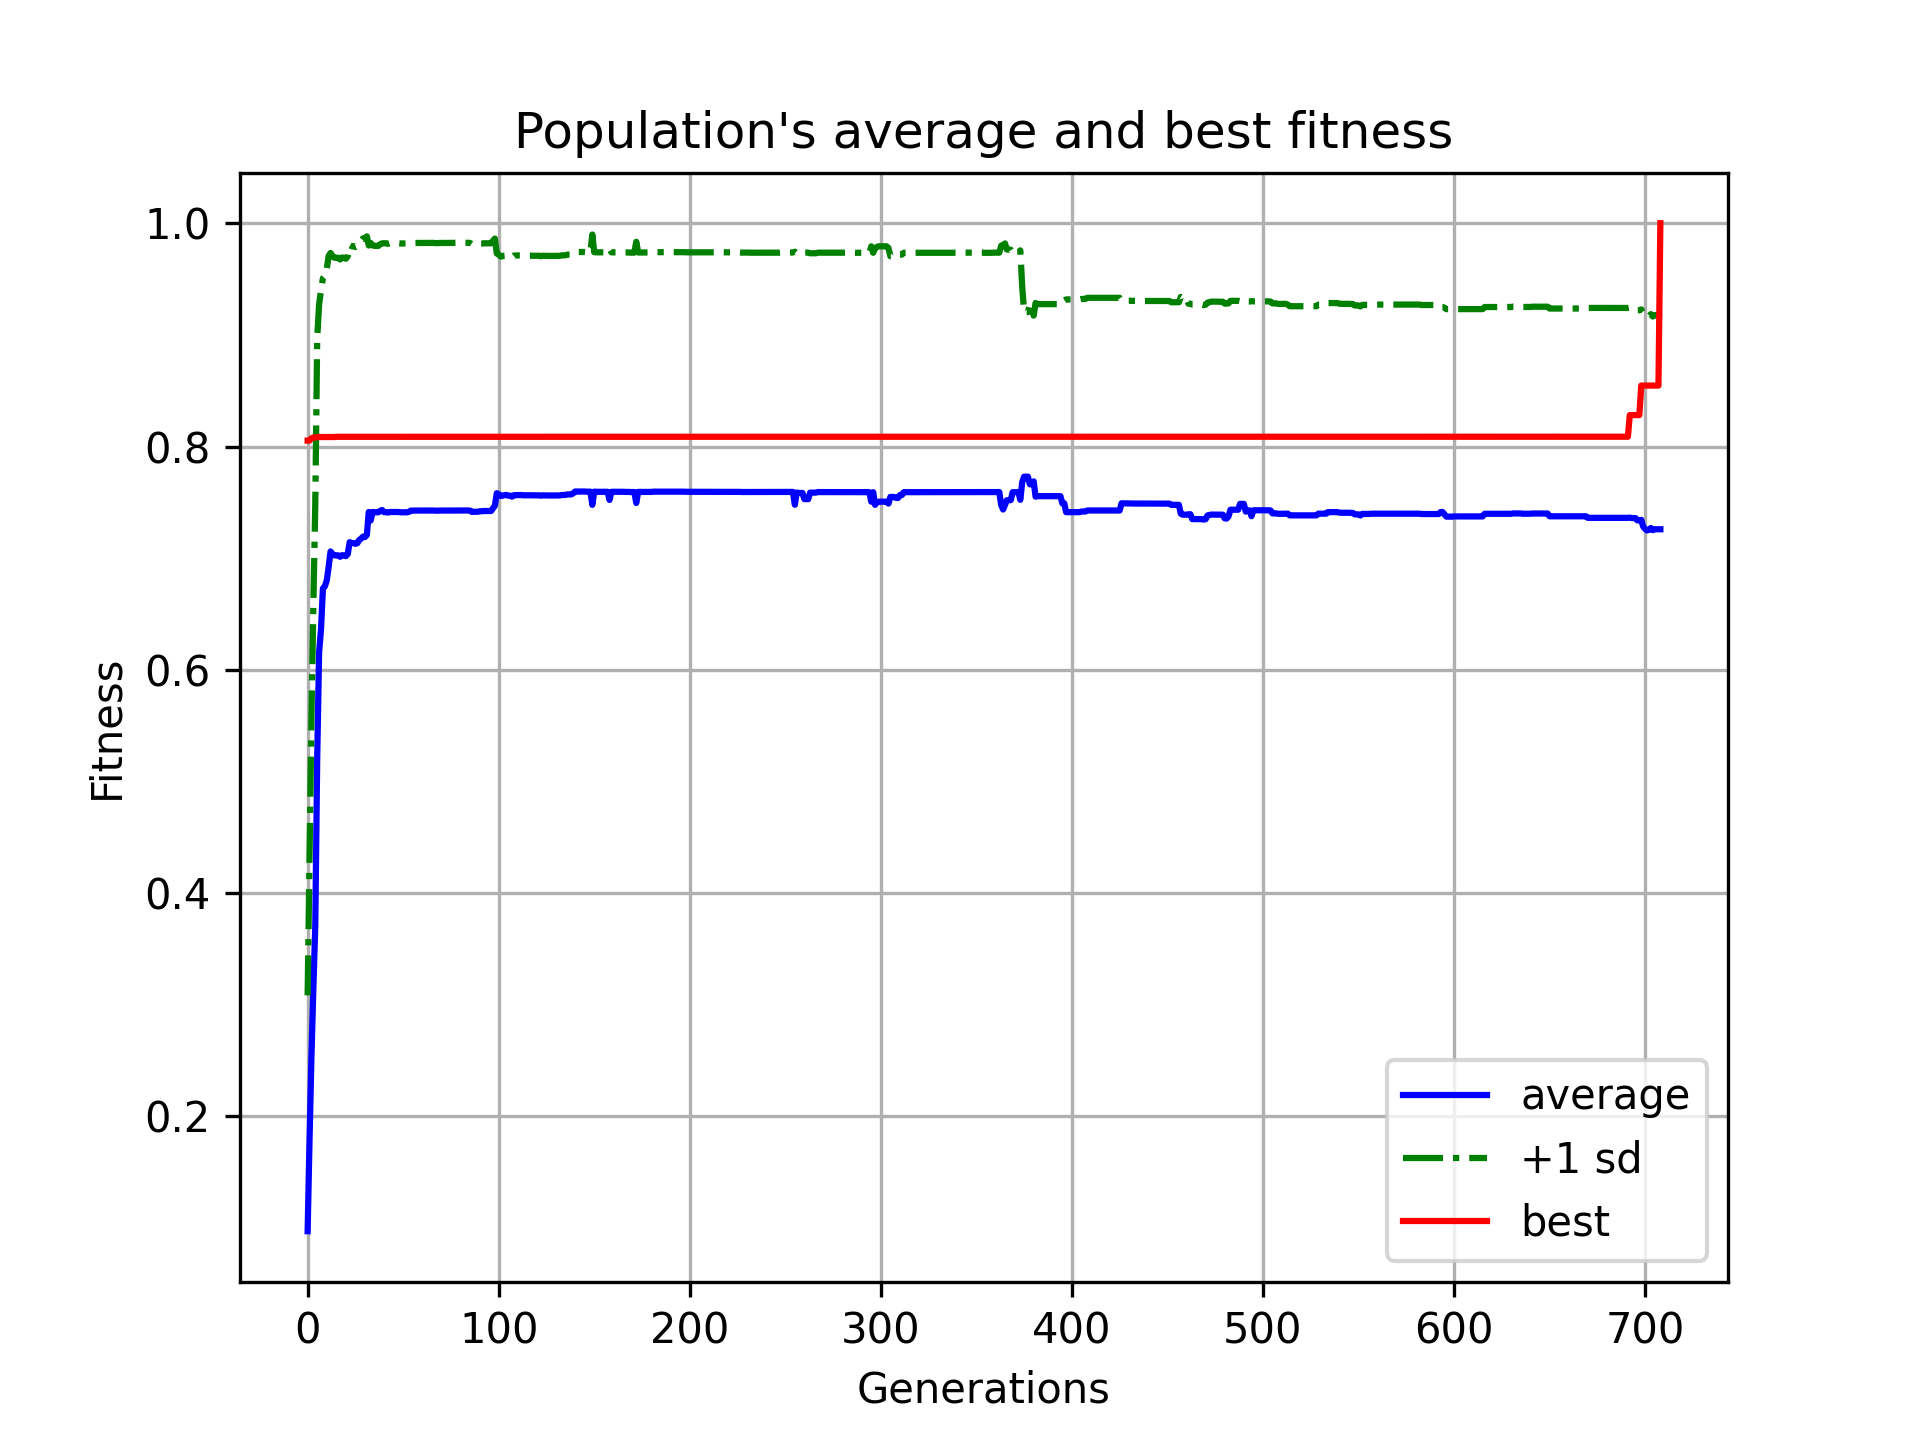 Population's average and best fitness
1.0
0.8
0.6
0.4
0.2
Fitness
average
+1 sd
best
0 100 200 300 400 500 600 700
Generations